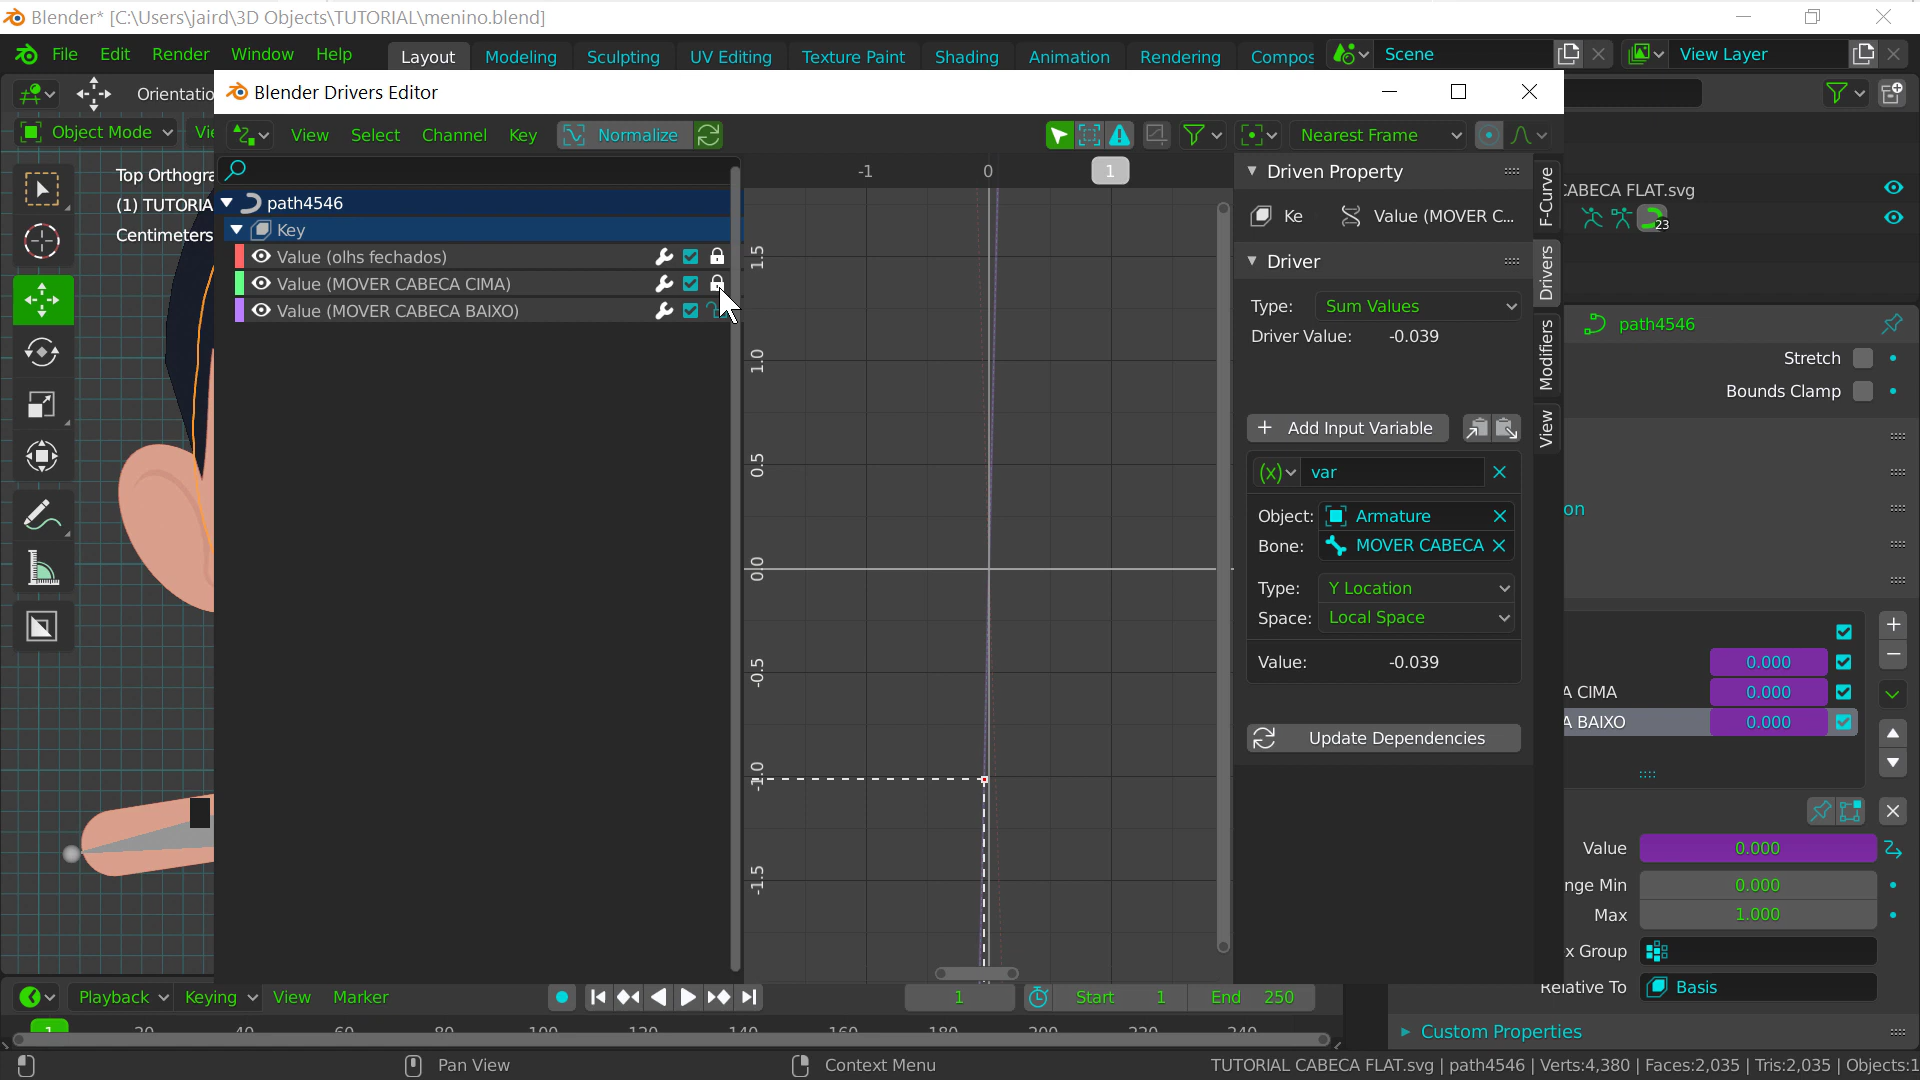 Blender* [C:\Users\jaird\3D Objects\TUTORIAL\menino.blend]
File Edit Render Window Help Layout Modeling Sculpting UV Editing Texture Paint Shading Animation Rendering Compos Scene View Layer
Orientatio
Blender Drivers Editor
Object Mode
View Select Channel Key Normalize Nearest Frame
Top Orthogra
(1) TUTORIA
Centimeters
path4546
Key
Value (olhs fechados)
Value (MOVER CABECA CIMA)
Value (MOVER CABECA BAIXO)
-1 0 1
1.5
1.0
0.5
0.0
-0.5
-1.0
-1.5
Driven Property
Ke Value (MOVER C...
Driver
Type: Sum Values
Driver Value: -0.039
Add Input Variable
(x) var
Object: Armature
Bone: MOVER CABECA
Type: Y Location
Space: Local Space
Value: -0.039
Update Dependencies
F-Curve
Drivers
Modifiers
View
CABECA FLAT.svg
23
path4546
Stretch
Bounds Clamp
on
0.000
A CIMA 0.000
A BAIXO 0.000
Value 0.000
nge Min 0.000
Max 1.000
x Group
Relative To Basis
Custom Properties
Playback Keying View Marker 1 Start 1 End 250
1 20 40 60 80 100 120 140 160 180 200 220 240
Pan View Context Menu TUTORIAL CABECA FLAT.svg | path4546 | Verts:4,380 | Faces:2,035 | Tris:2,035 | Objects:1